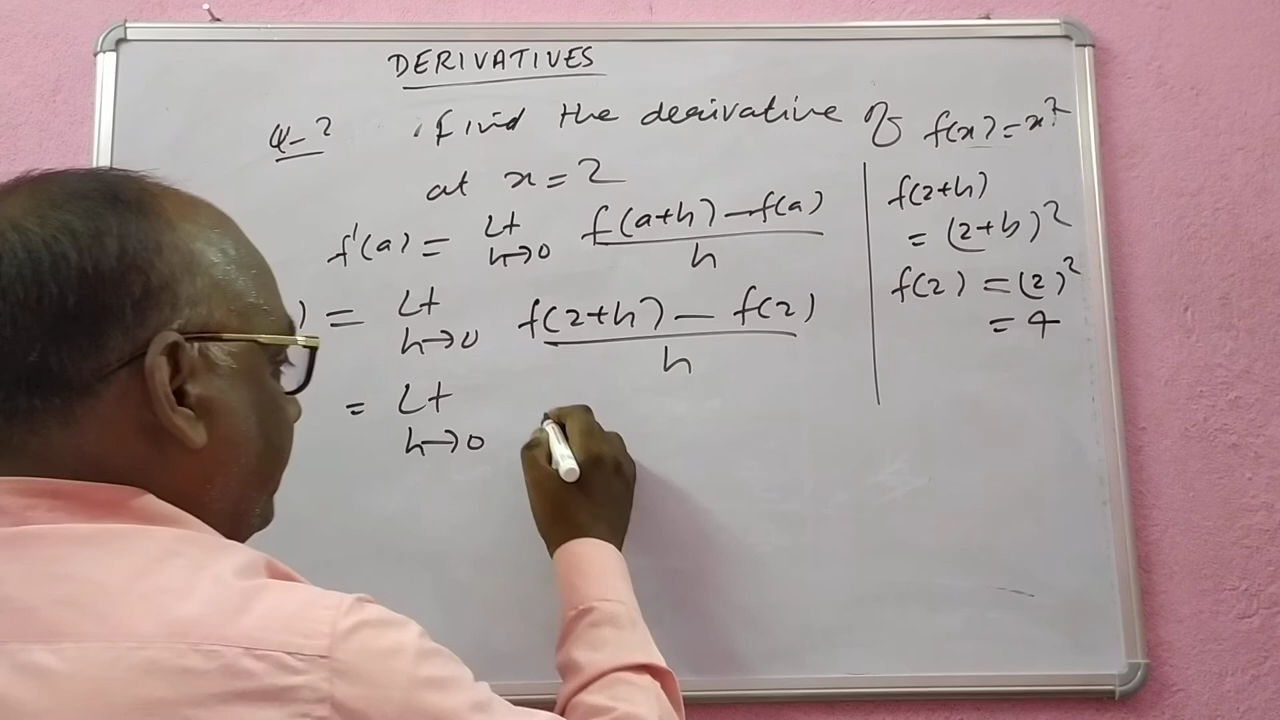 DERIVATIVES
Q-2 Find the derivative of f(x) = x²
at x = 2
f'(a) = Lt h→0 f(a+h) - f(a) / h
) = Lt h→0 f(2+h) - f(2) / h
= Lt h→0
f(2+h)
= (2+h)²
f(2) = (2)²
= 4